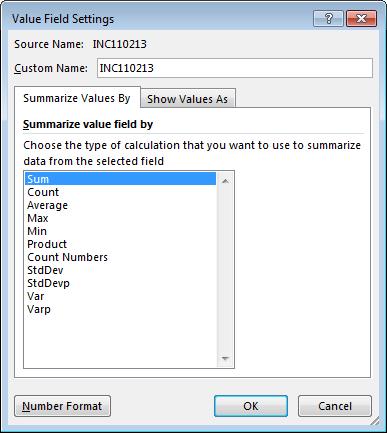 Value Field Settings
Source Name: INC110213
Custom Name: INC110213
Summarize Values By Show Values As
Summarize value field by
Choose the type of calculation that you want to use to summarize
data from the selected field
Sum
Count
Average
Max
Min
Product
Count Numbers
StdDev
StdDevp
Var
Varp
Number Format OK Cancel